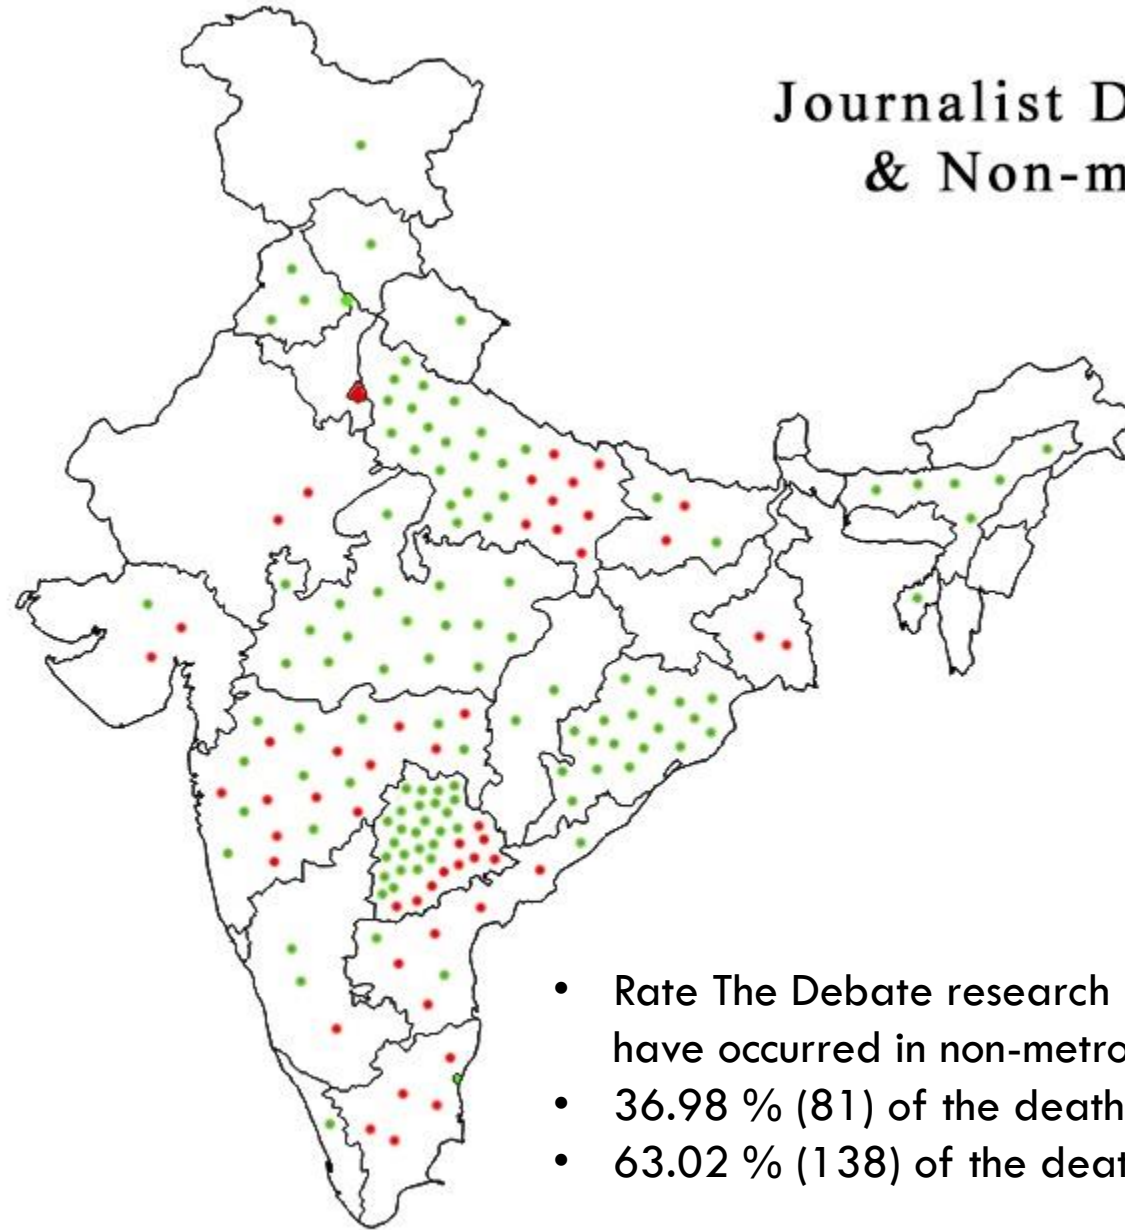 Journalist D
& Non-m
• Rate The Debate research
have occurred in non-metro
• 36.98 % (81) of the death
• 63.02 % (138) of the deat